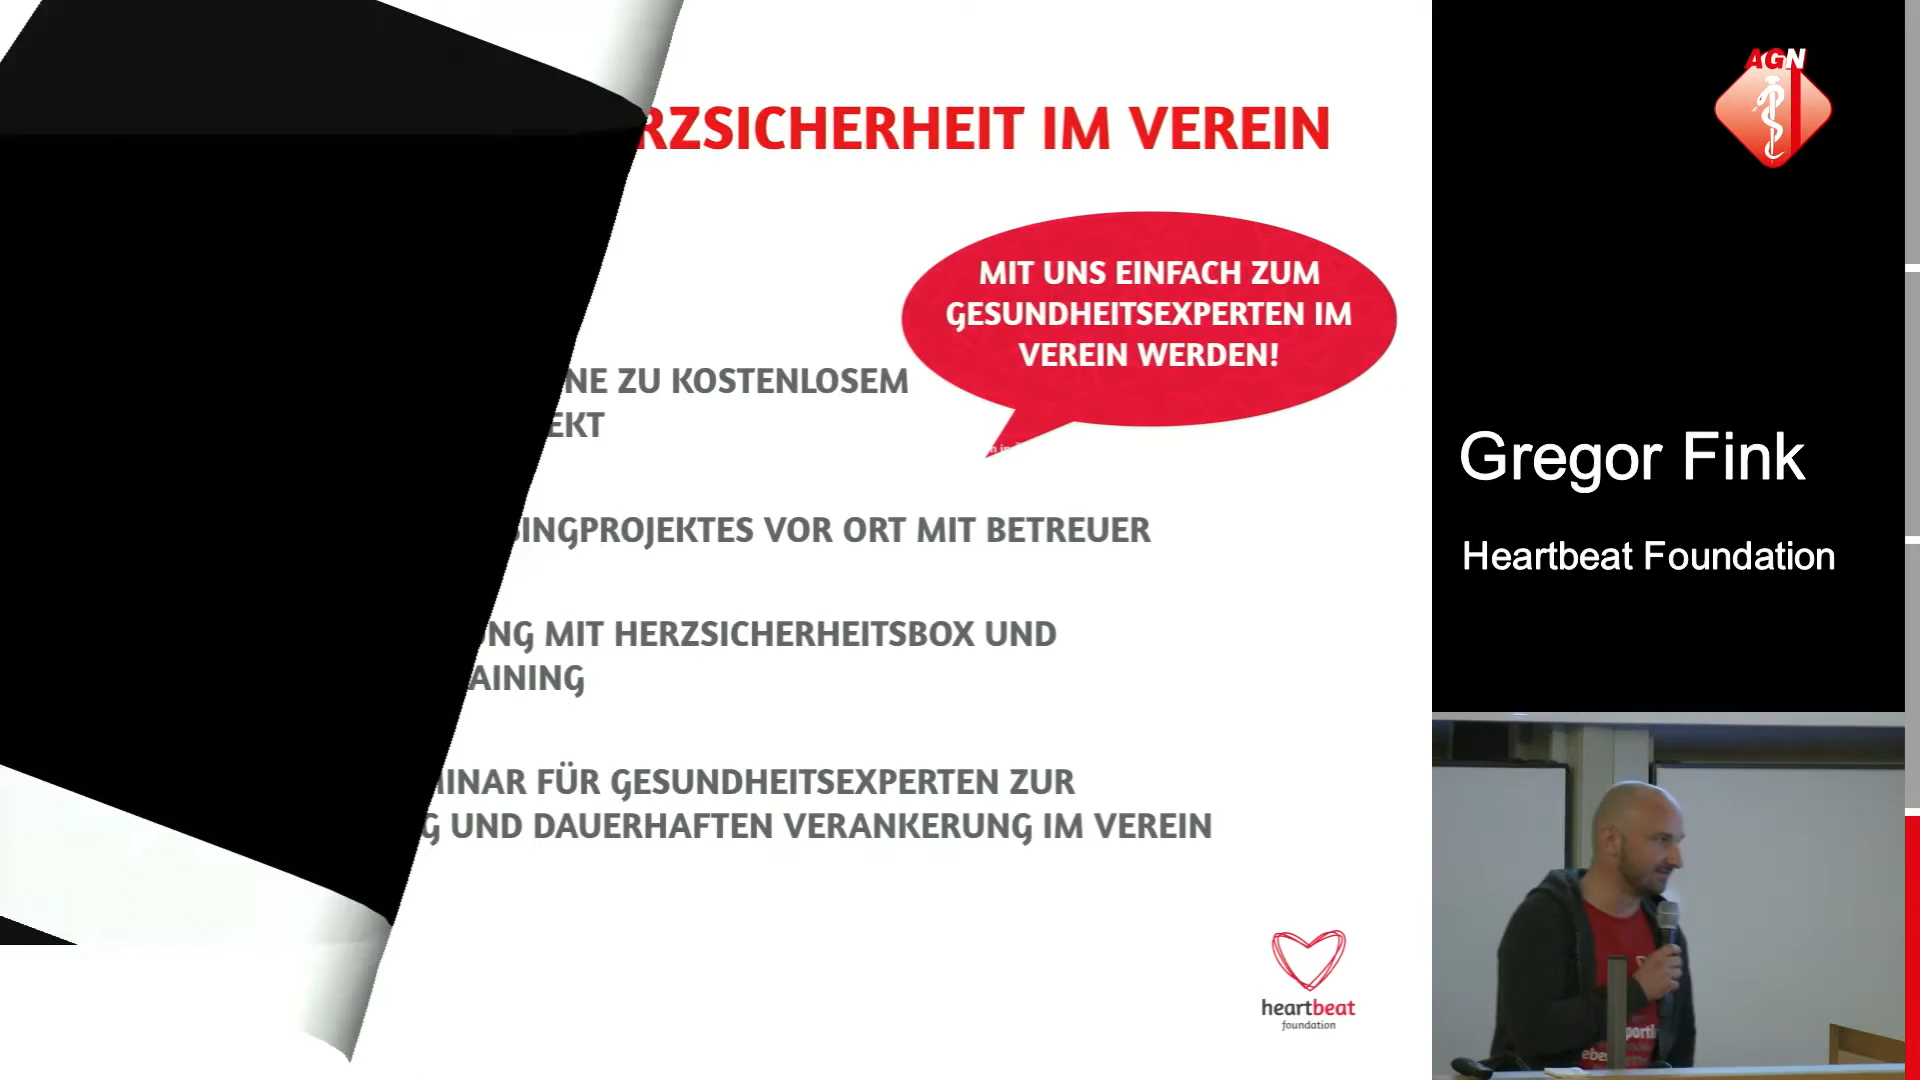 RZSICHERHEIT IM VEREIN
MIT UNS EINFACH ZUM
GESUNDHEITSEXPERTEN IM
VEREIN WERDEN!
NE ZU KOSTENLOSEM
EKT
INGPROJEKTES VOR ORT MIT BETREUER
UNG MIT HERZSICHERHEITSBOX UND
AINING
INAR FÜR GESUNDHEITSEXPERTEN ZUR
G UND DAUERHAFTEN VERANKERUNG IM VEREIN
heartbeat
foundation
AGN
Gregor Fink
Heartbeat Foundation